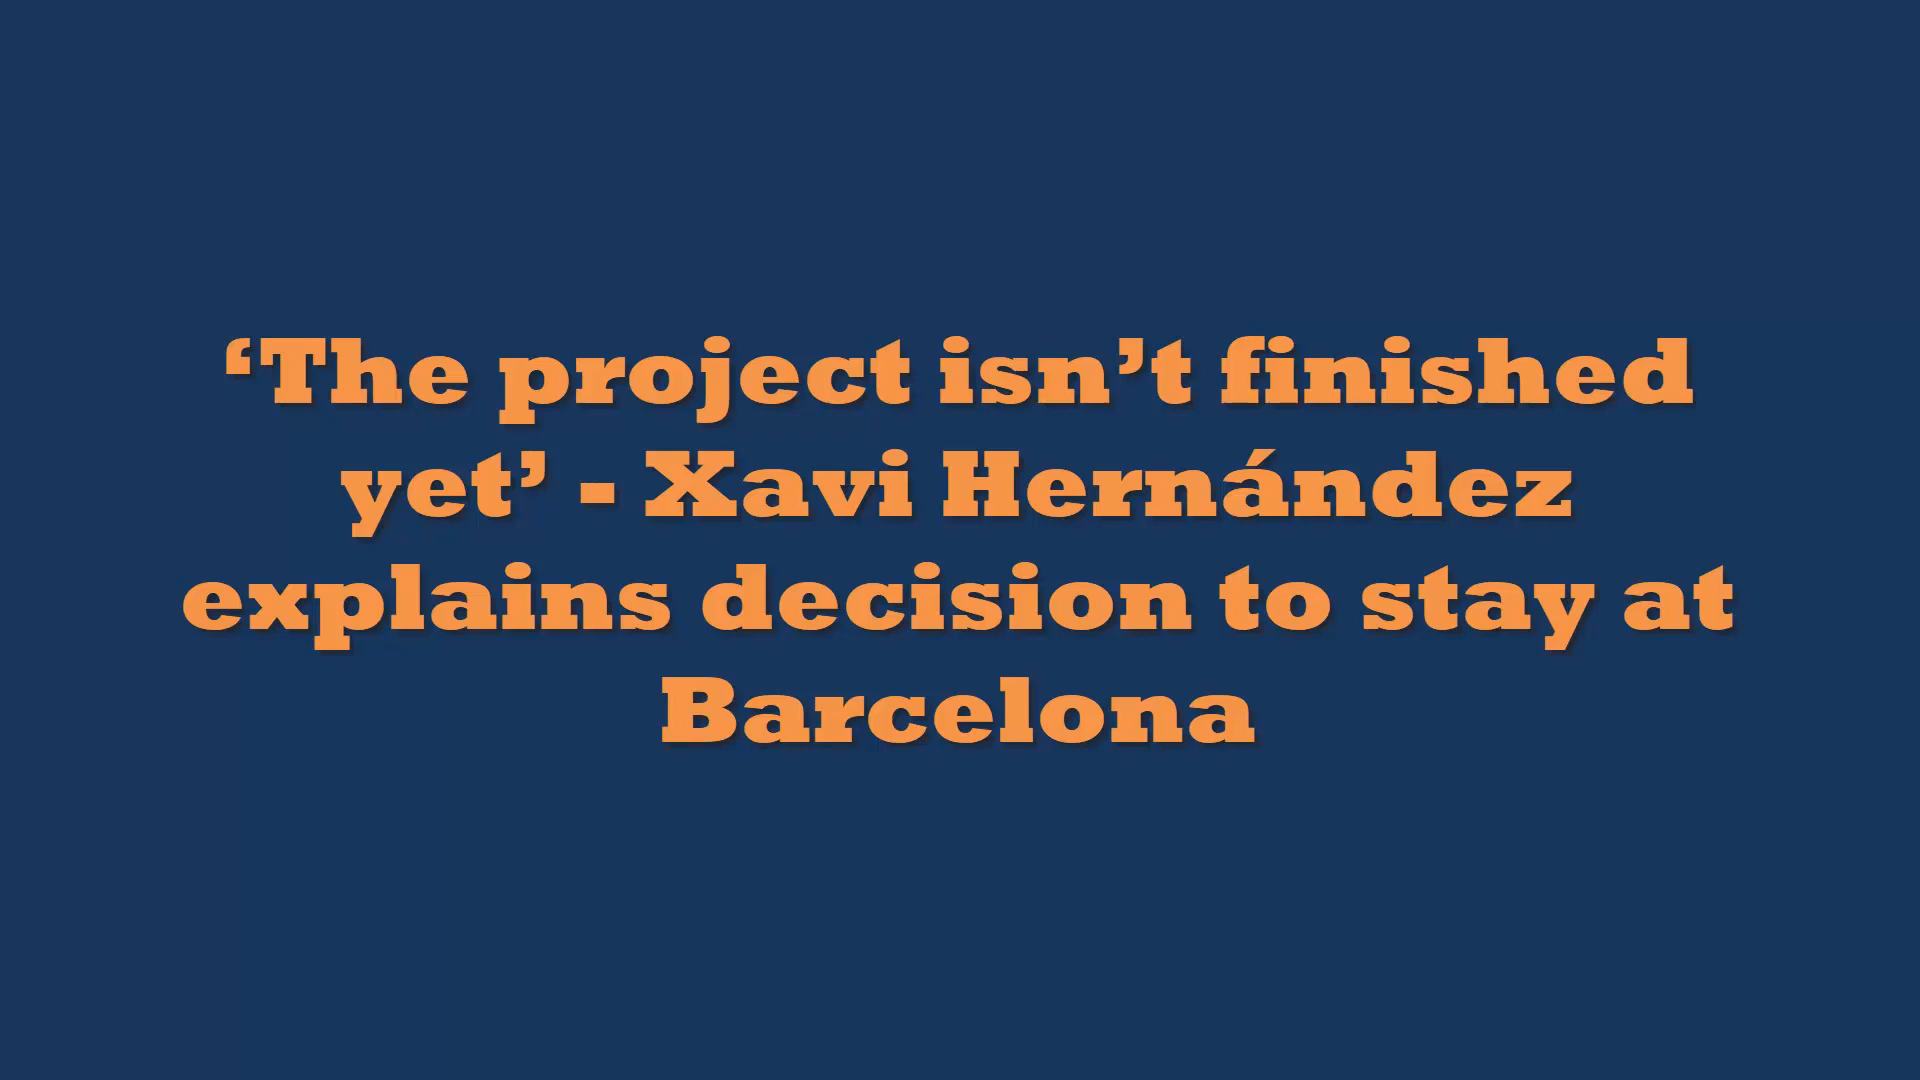 ‘The project isn’t finished
yet’ - Xavi Hernández
explains decision to stay at
Barcelona